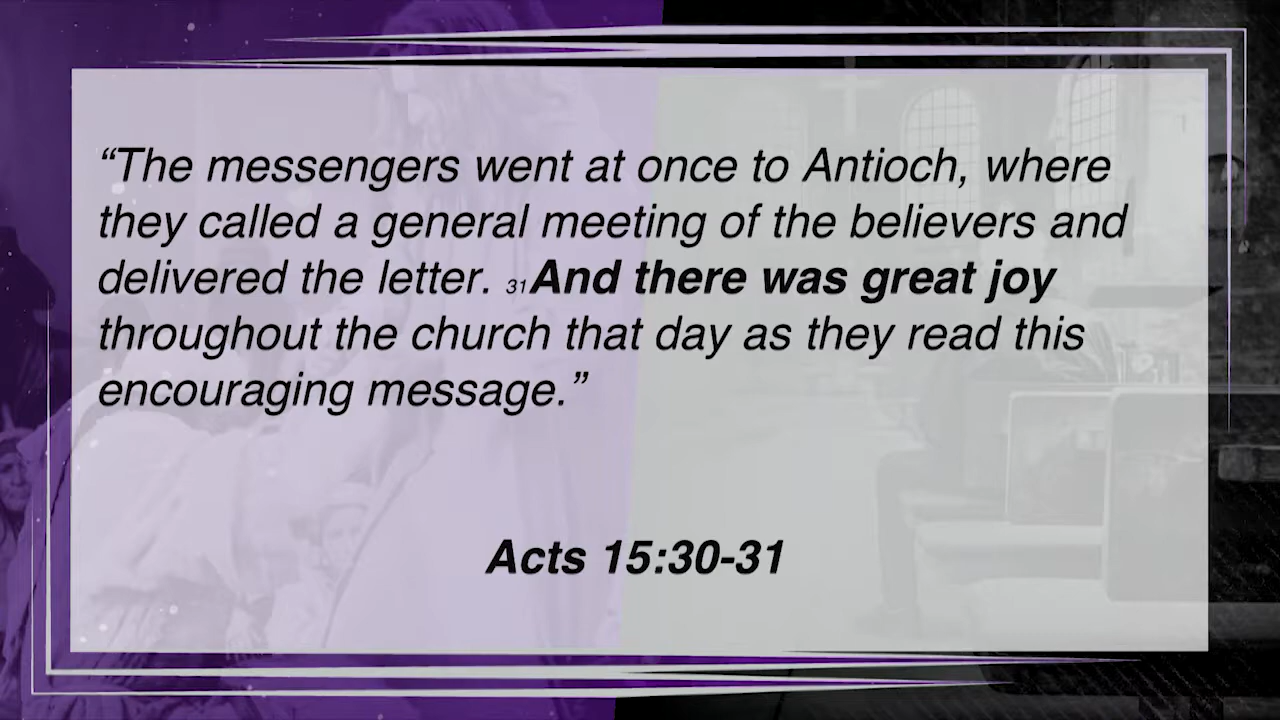 “The messengers went at once to Antioch, where
they called a general meeting of the believers and
delivered the letter. 31And there was great joy
throughout the church that day as they read this
encouraging message.”
Acts 15:30-31